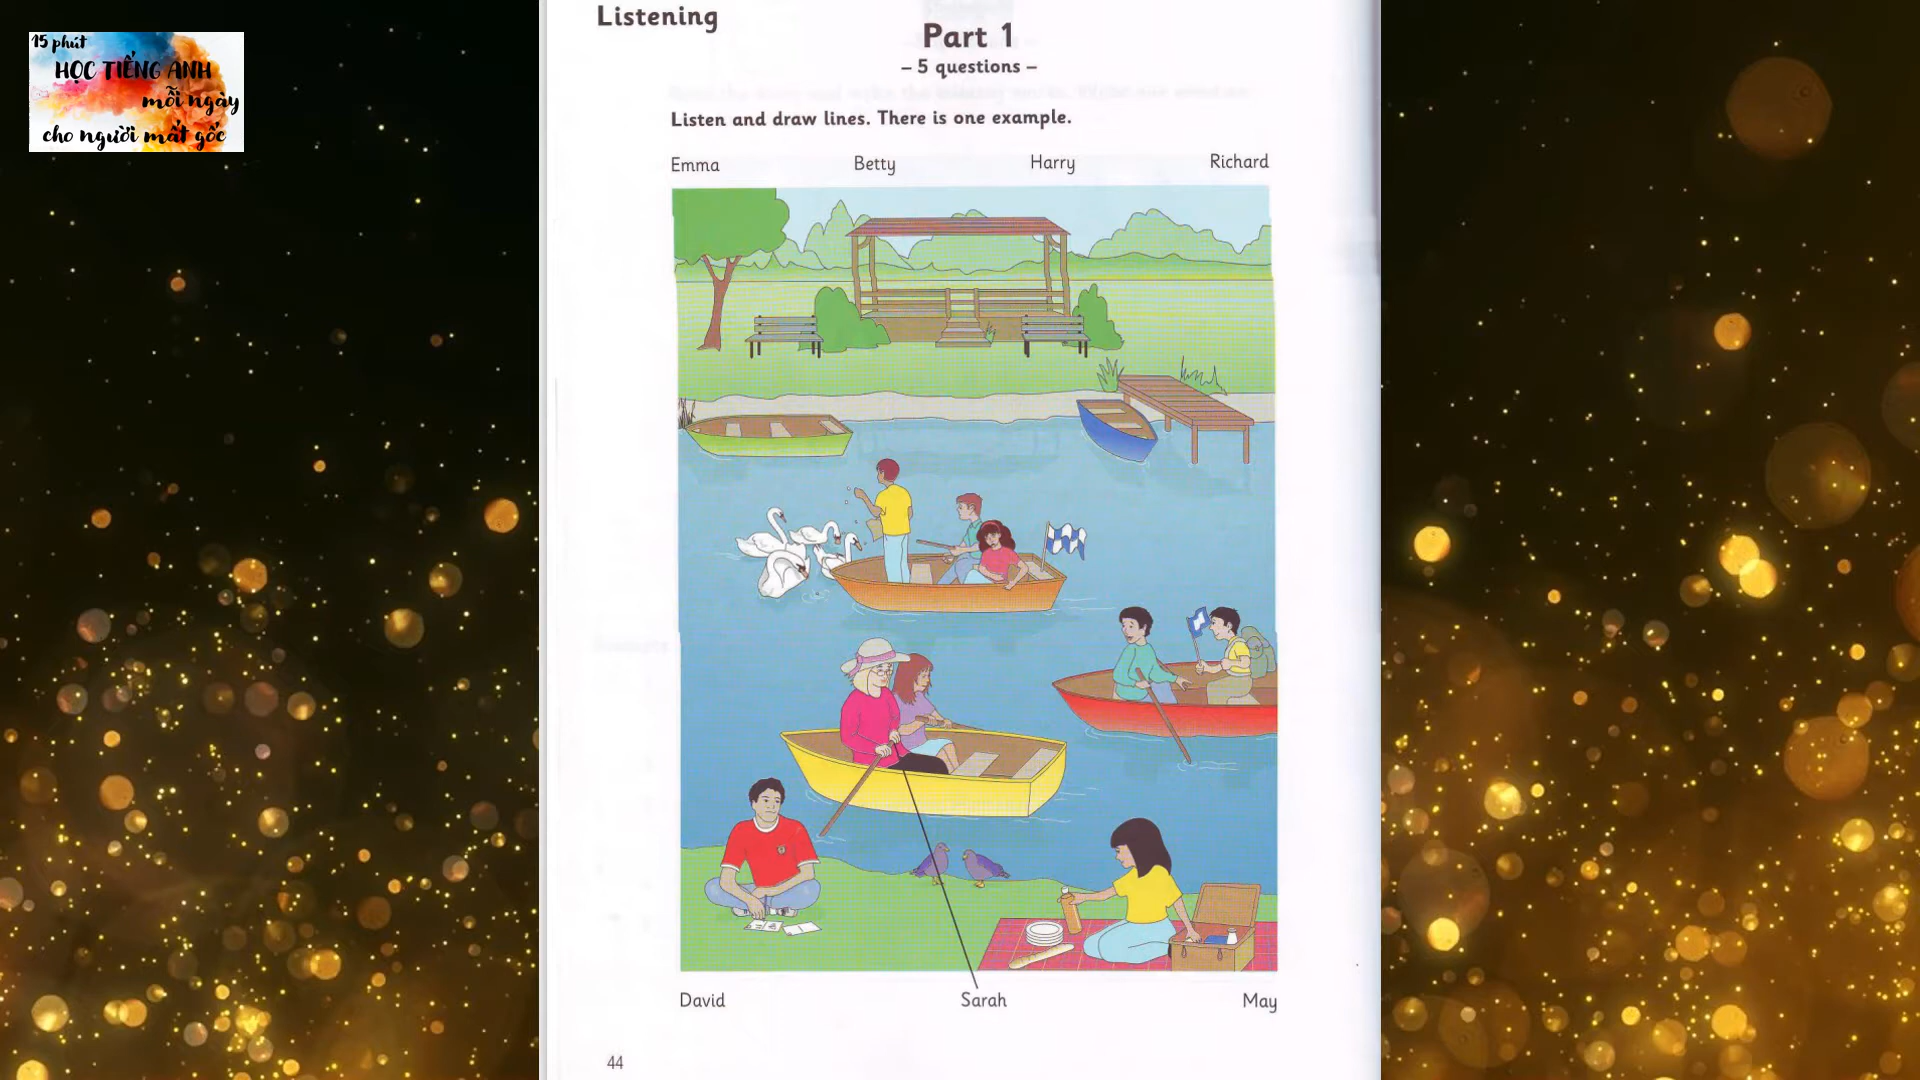 15 phút
HỌC TIẾNG ANH
mỗi ngày
cho người mất gốc
Listening
Part 1
– 5 questions –
Listen and draw lines. There is one example.
Emma Betty Harry Richard
David Sarah May
44